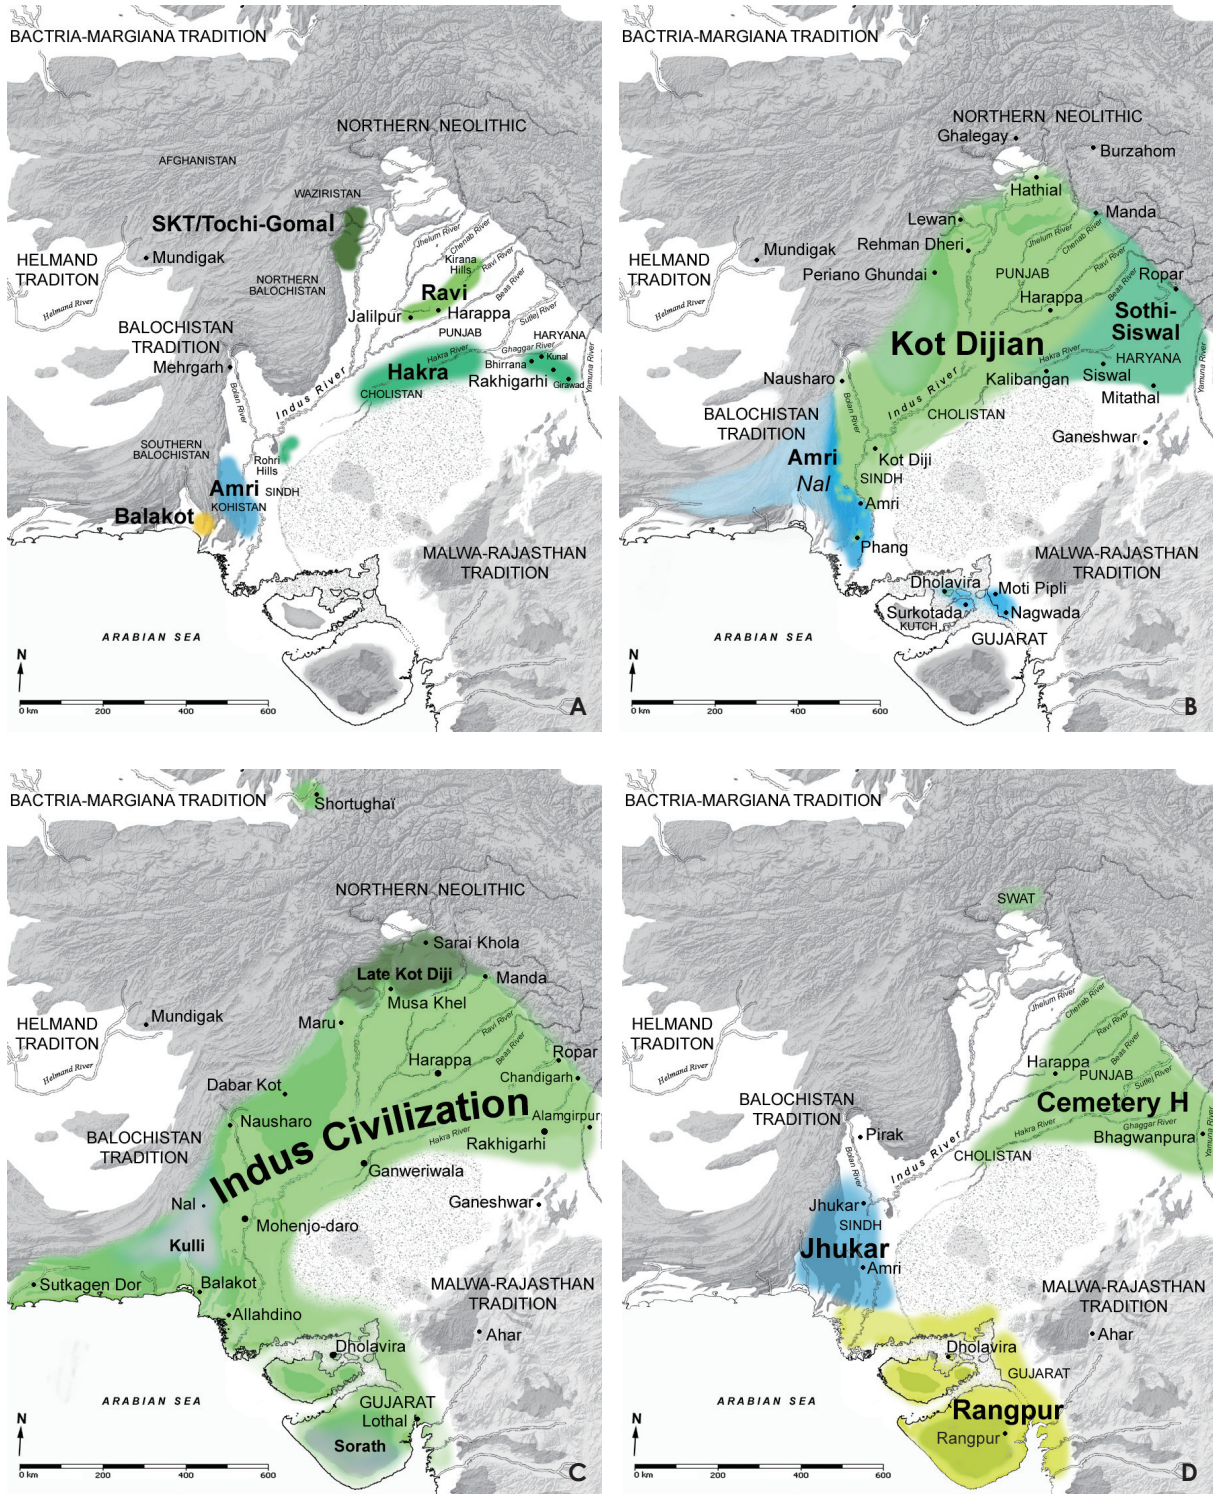 BACTRIA-MARGIANA TRADITION
NORTHERN NEOLITHIC
AFGHANISTAN
WAZIRISTAN
SKT/Tochi-Gomal
Jhelum River
Chenab River
HELMAND
TRADITON
Mundigak
Kirana
Hills
Ravi River
Beas River
Helmand River
NORTHERN
BALOCHISTAN
Ravi
Jalilpur
Harappa
Sutlej River
BALOCHISTAN
TRADITION
PUNJAB
HARYANA
Mehrgarh
Hakra River
Ghaggar River
Kunal
Bhirrana
Hakra
Rakhigarhi
Girawad
Yamuna River
Bolan River
Indus River
CHOLISTAN
SOUTHERN
BALOCHISTAN
Rohri
Hills
Amri
SINDH
KOHISTAN
Balakot
MALWA-RAJASTHAN
TRADITION
ARABIAN SEA
N
0 km 200 400 600
A
BACTRIA-MARGIANA TRADITION
NORTHERN NEOLITHIC
Ghalegay
Burzahom
Hathial
Lewan
Manda
Jhelum River
Chenab River
Rehman Dheri
Mundigak
HELMAND
TRADITON
Periano Ghundai
PUNJAB
Ravi River
Ropar
Beas River
Helmand River
Harappa
Sothi-
Siswal
Kot Dijian
Hakra River
HARYANA
Nausharo
Kalibangan
Siswal
Yamuna River
Mitathal
Bolan River
Indus River
CHOLISTAN
BALOCHISTAN
TRADITION
Ganeshwar
Amri
Nal
Kot Diji
SINDH
Amri
Phang
MALWA-RAJASTHAN
TRADITION
Dholavira
Moti Pipli
Surkotada
Nagwada
KUTCH
GUJARAT
ARABIAN SEA
N
0 km 200 400 600
B
BACTRIA-MARGIANA TRADITION
Shortughaï
NORTHERN NEOLITHIC
Sarai Khola
Late Kot Diji
Manda
Musa Khel
Mundigak
HELMAND
TRADITON
Maru
Ravi River
Beas River
Ropar
Helmand River
Harappa
Chandigarh
Dabar Kot
Indus Civilization
Nausharo
Alamgirpur
BALOCHISTAN
TRADITION
Hakra River
Rakhigarhi
Ganweriwala
Nal
Ganeshwar
Mohenjo-daro
Kulli
Sutkagen Dor
Balakot
MALWA-RAJASTHAN
TRADITION
Allahdino
Ahar
Dholavira
ARABIAN SEA
GUJARAT
Lothal
Sorath
N
0 km 200 400 600
C
BACTRIA-MARGIANA TRADITION
SWAT
Jhelum River
Chenab River
HELMAND
TRADITON
Ravi River
Beas River
Helmand River
Harappa
PUNJAB
Sutlej River
BALOCHISTAN
TRADITION
Cemetery H
Hakra River
Ghaggar River
Pirak
Bhagwanpura
Yamuna River
Bolan River
Indus River
CHOLISTAN
Jhukar
SINDH
Jhukar
Amri
MALWA-RAJASTHAN
TRADITION
Ahar
Dholavira
GUJARAT
ARABIAN SEA
Rangpur
Rangpur
N
0 km 200 400 600
D